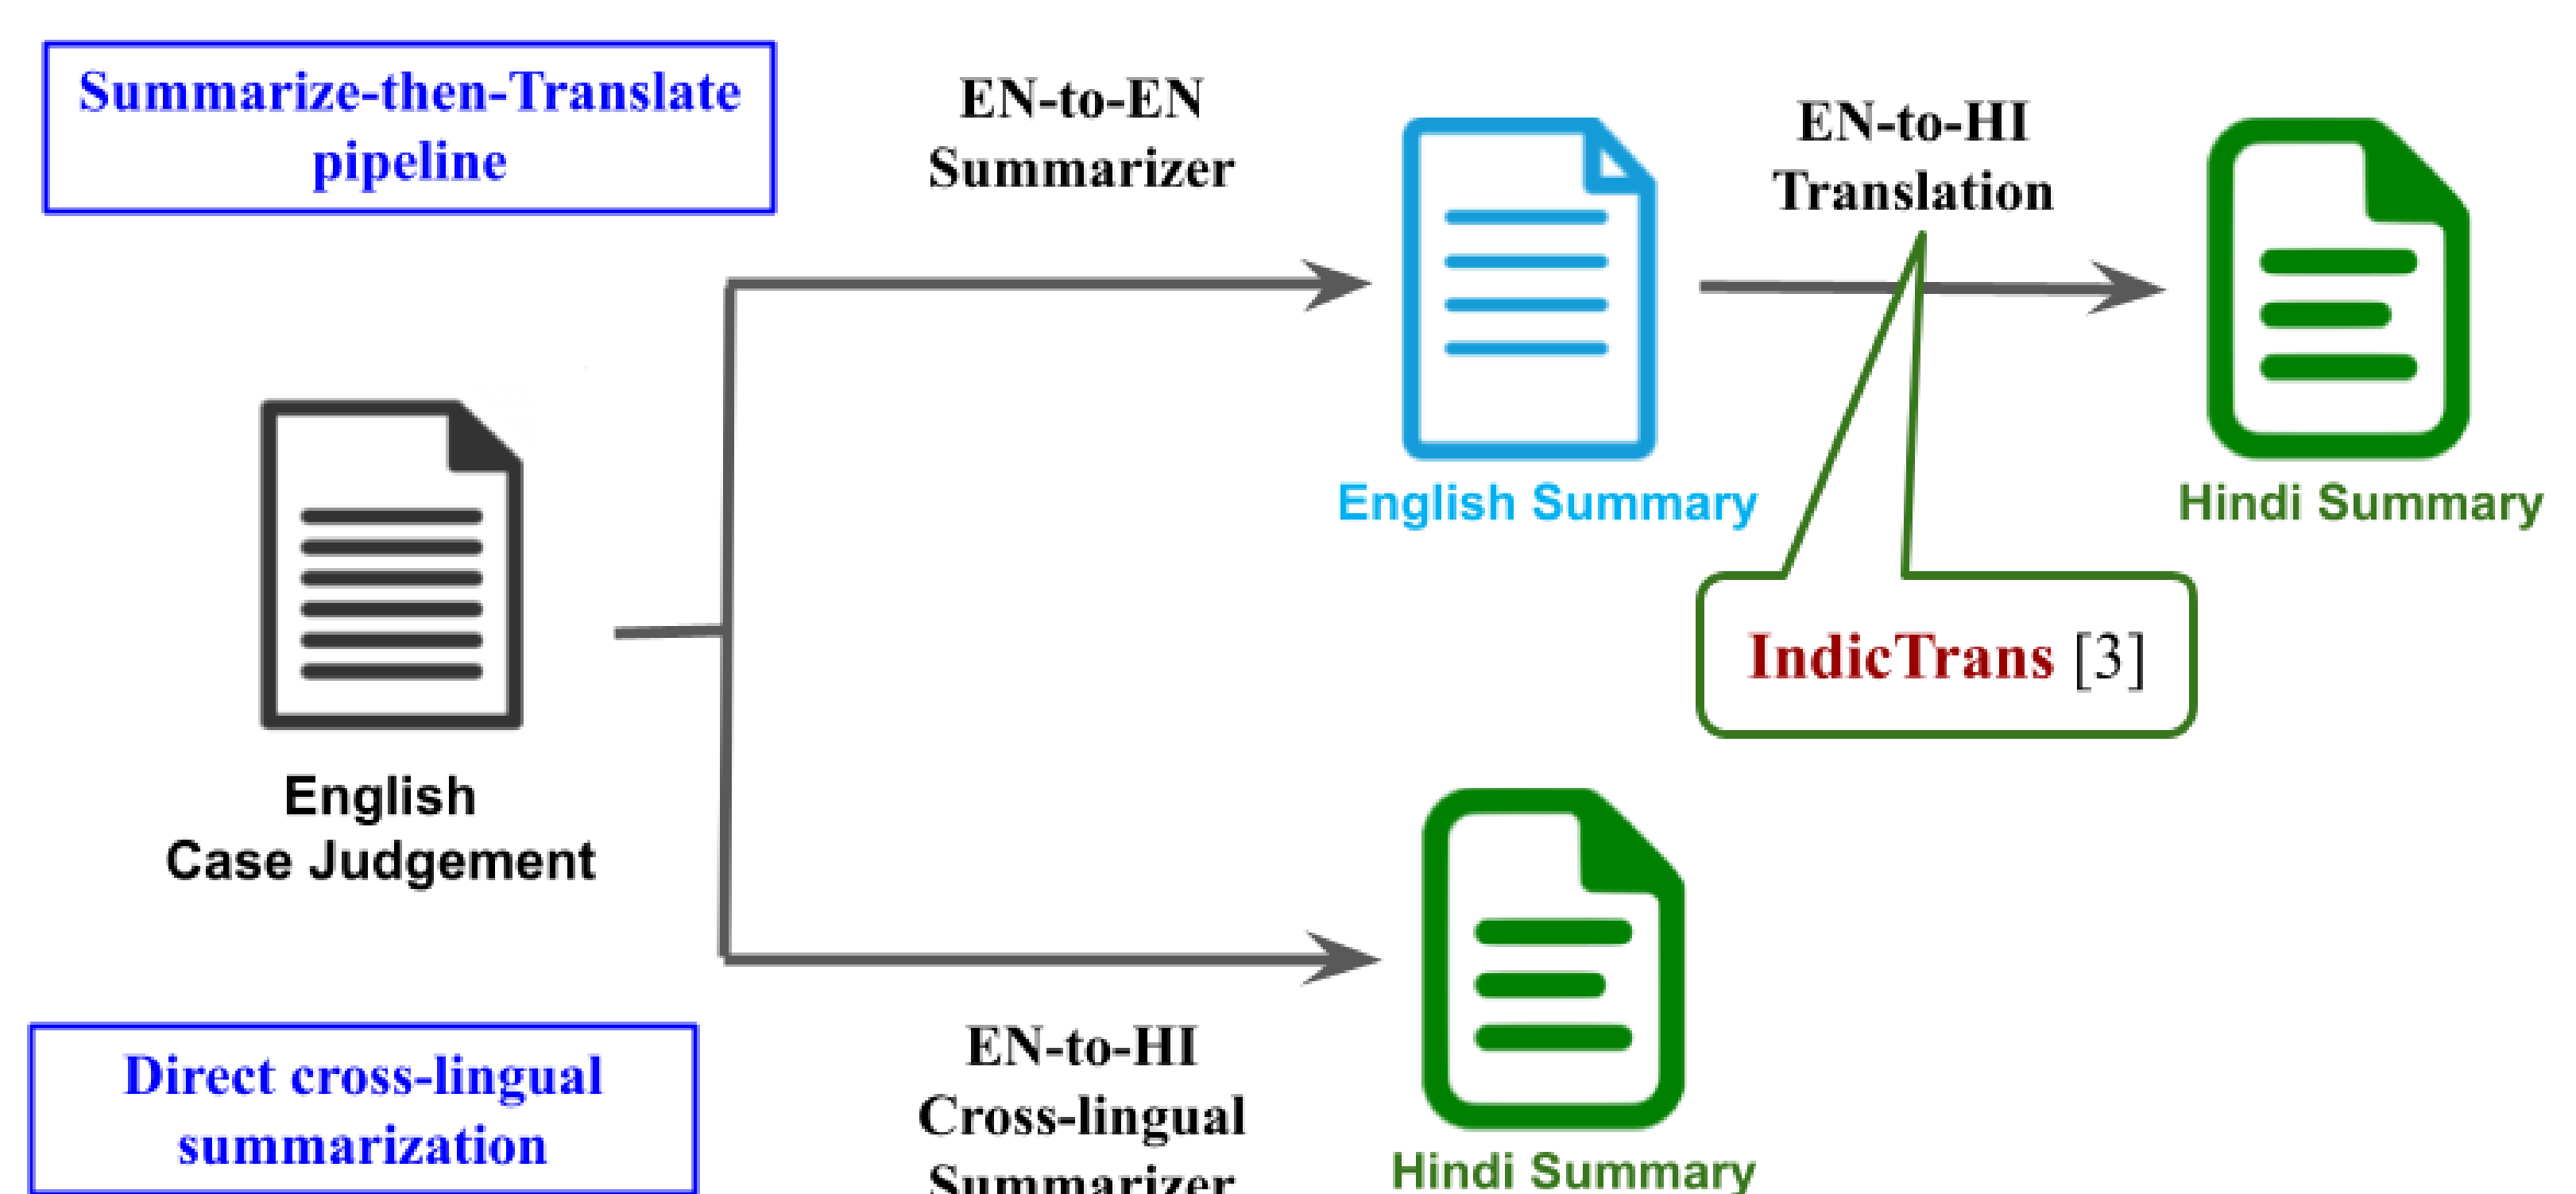 Summarize-then-Translate
pipeline
EN-to-EN
Summarizer
EN-to-HI
Translation
English Summary
Hindi Summary
IndicTrans [3]
English
Case Judgement
Direct cross-lingual
summarization
EN-to-HI
Cross-lingual
Summarizer
Hindi Summary